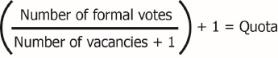 Number of formal votes
Number of vacancies + 1
+ 1 = Quota